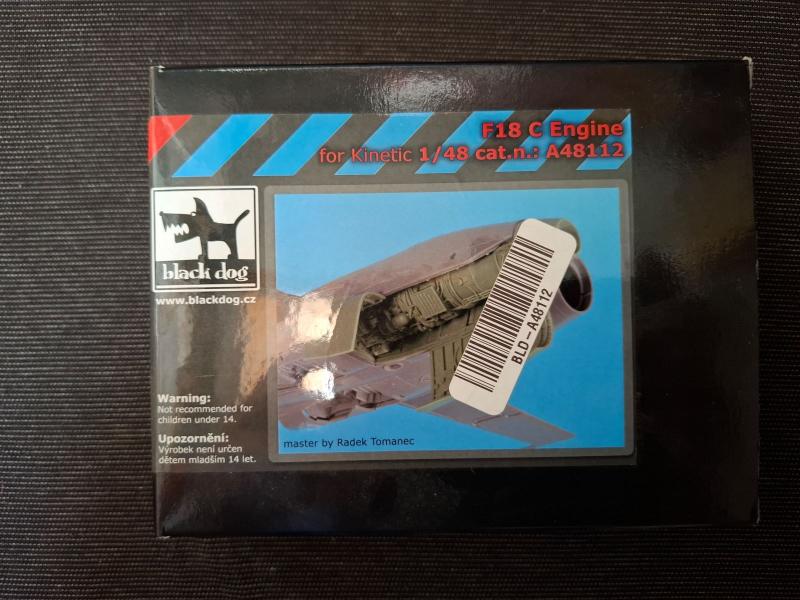 F18 C Engine
for Kinetic 1/48 cat.n.: A48112
black dog
www.blackdog.cz
BLD-A48112
Warning:
Not recommended for
children under 14.
Upozornění:
Výrobek není určen
dětem mladším 14 let.
master by Radek Tomanec